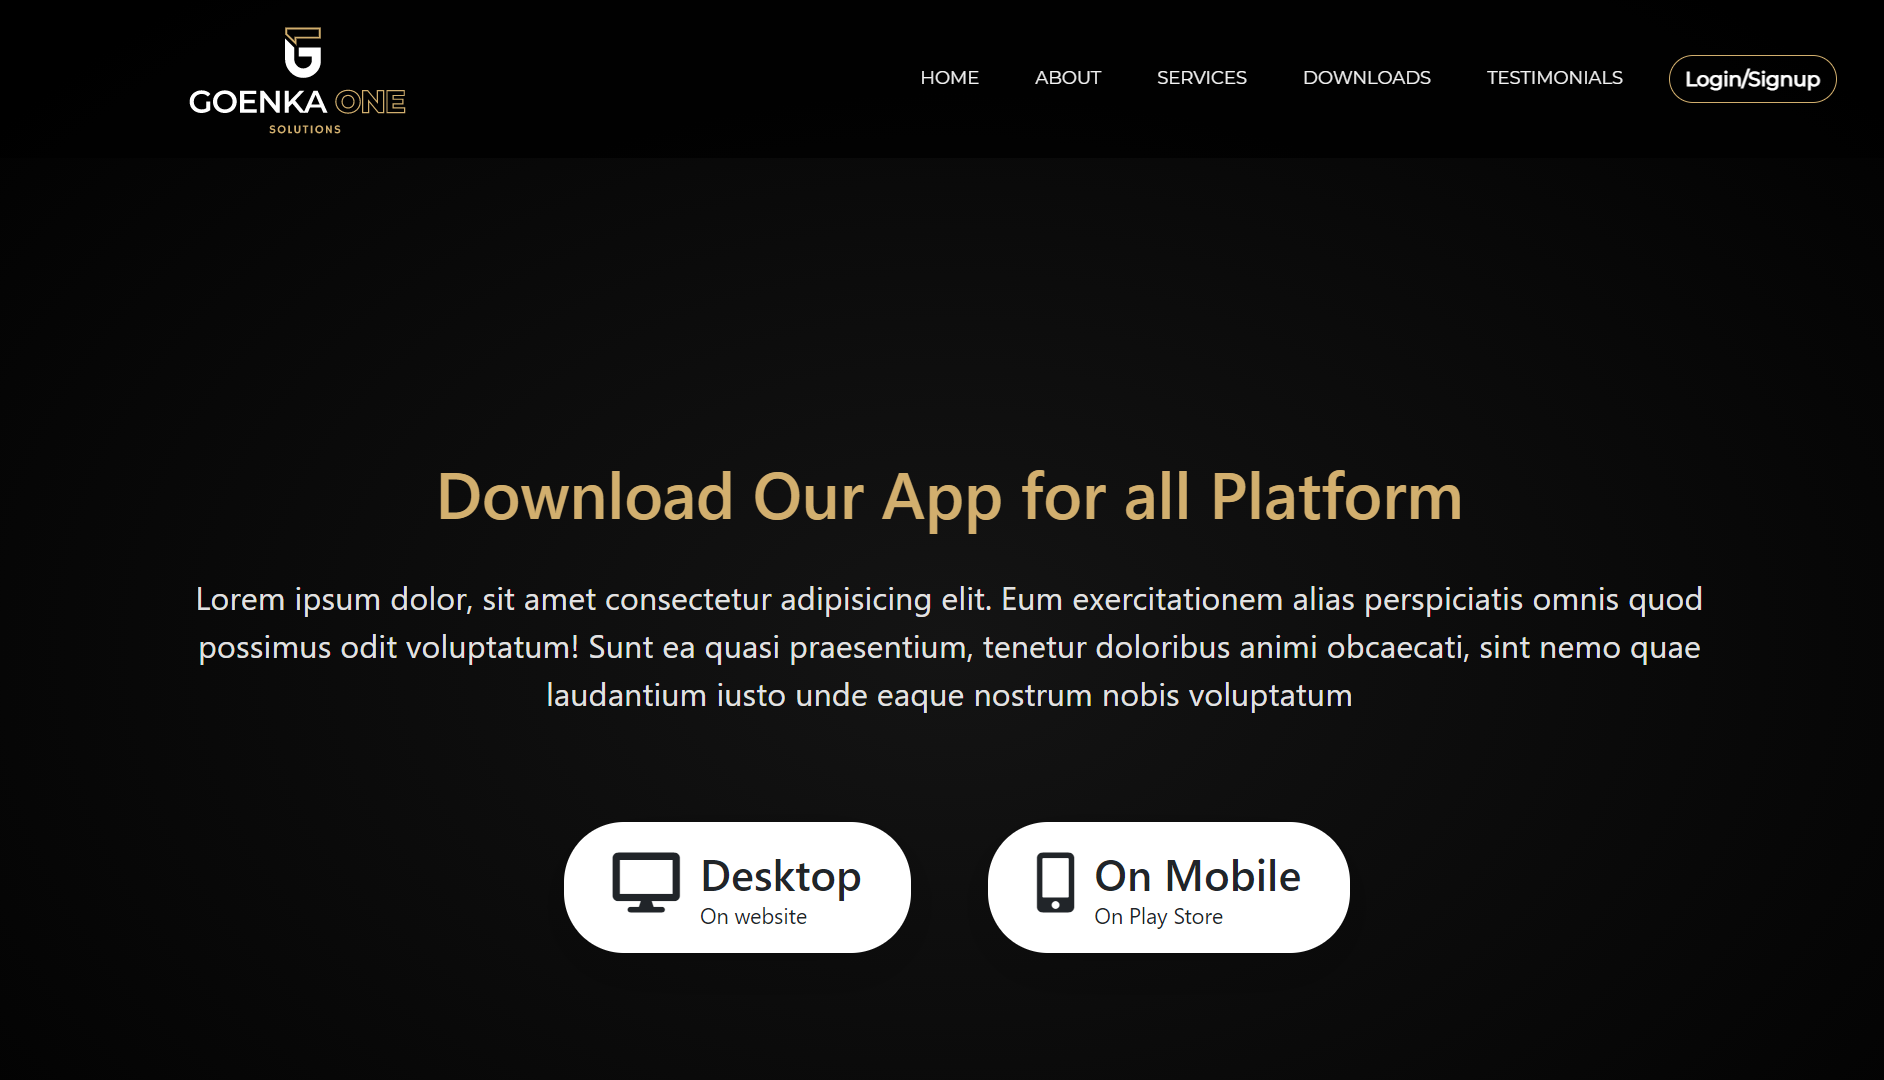 GOENKA ONE
SOLUTIONS
HOME ABOUT SERVICES DOWNLOADS TESTIMONIALS Login/Signup
Download Our App for all Platform
Lorem ipsum dolor, sit amet consectetur adipisicing elit. Eum exercitationem alias perspiciatis omnis quod
possimus odit voluptatum! Sunt ea quasi praesentium, tenetur doloribus animi obcaecati, sint nemo quae
laudantium iusto unde eaque nostrum nobis voluptatum
Desktop
On website
On Mobile
On Play Store